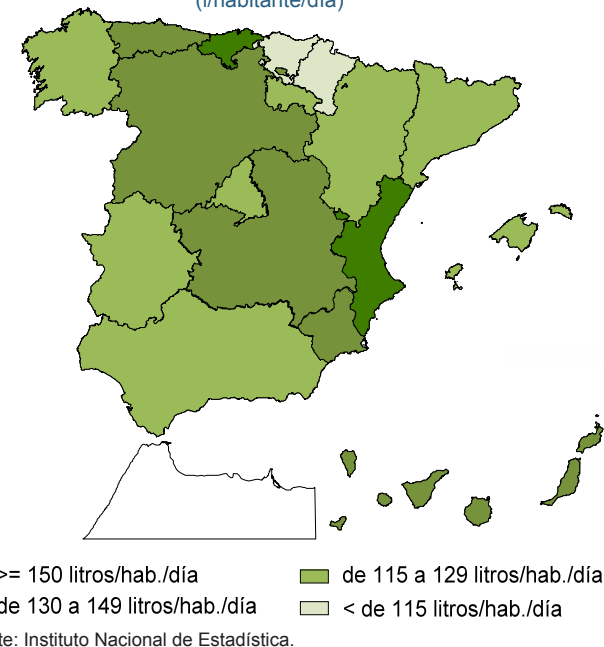 (l/habitante/día)
>= 150 litros/hab./día
de 115 a 129 litros/hab./día
de 130 a 149 litros/hab./día
< de 115 litros/hab./día
te: Instituto Nacional de Estadística.